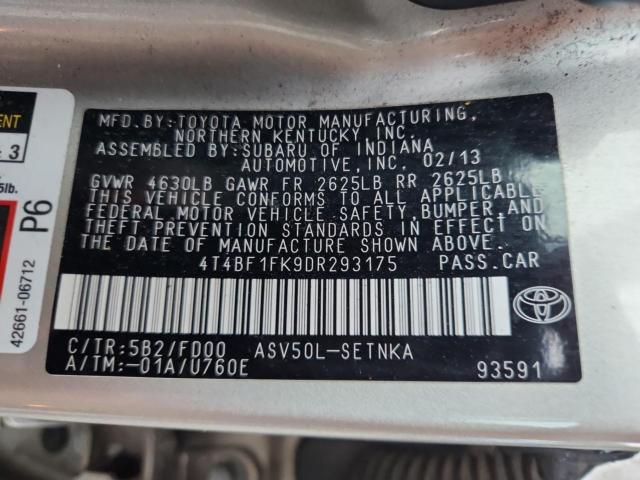 MFD.BY:TOYOTA MOTOR MANUFACTURING,
NORTHERN KENTUCKY,INC.
ASSEMBLED BY:SUBARU OF INDIANA
AUTOMOTIVE,INC. 02/13
GVWR 4630LB GAWR FR 2625LB RR 2625LB
THIS VEHICLE CONFORMS TO ALL APPLICABLE
FEDERAL MOTOR VEHICLE SAFETY,BUMPER,AND
THEFT PREVENTION STANDARDS IN EFFECT ON
THE DATE OF MANUFACTURE SHOWN ABOVE.
4T4BF1FK9DR293175 PASS.CAR
C/TR:5B2/FD00 ASV50L-SETNKA
A/TM:-01A/U760E 93591
3
5lb.
P6
42661-06712